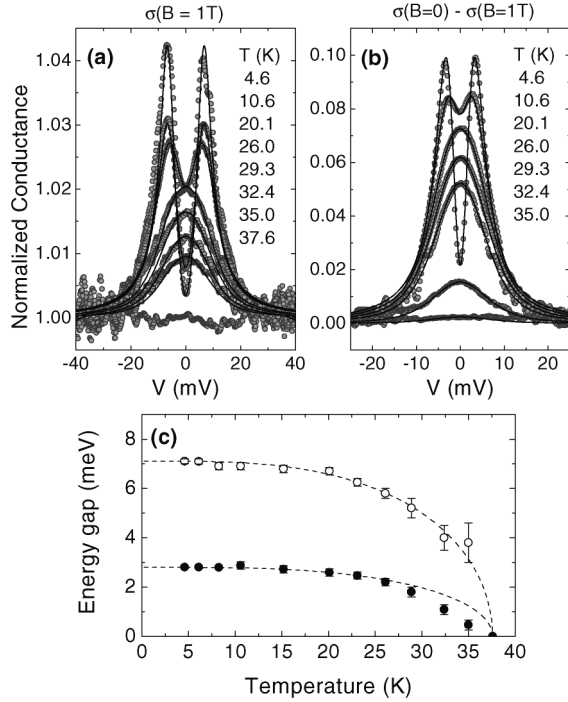 σ(B = 1T)
σ(B=0) - σ(B=1T)
(a)
T (K)
4.6
10.6
20.1
26.0
29.3
32.4
35.0
37.6
1.04
1.03
1.02
1.01
1.00
Normalized Conductance
-40 -20 0 20 40
V (mV)
(b)
T (K)
4.6
10.6
20.1
26.0
29.3
32.4
35.0
0.10
0.08
0.06
0.04
0.02
0.00
-20 -10 0 10 20
V (mV)
(c)
8
6
4
2
0
Energy gap (meV)
0 5 10 15 20 25 30 35 40
Temperature (K)